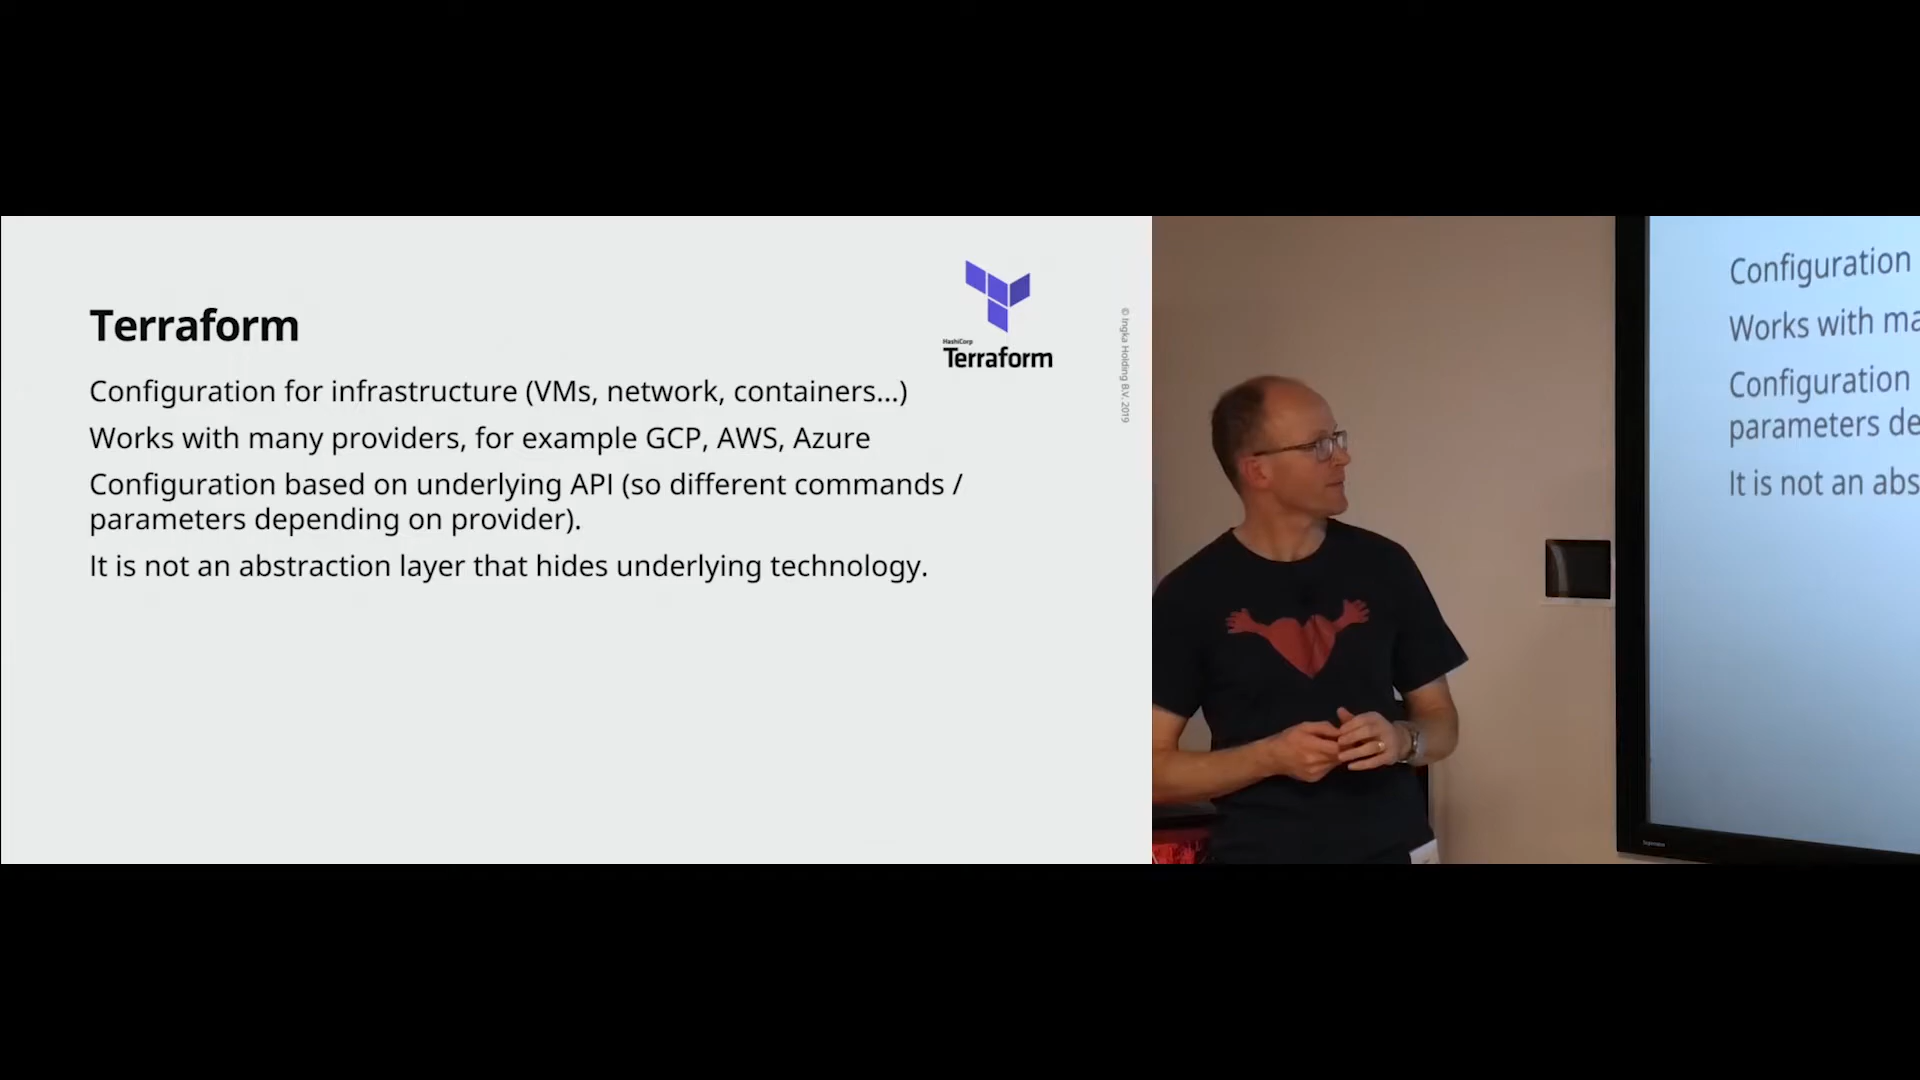 Terraform
HashiCorp
Terraform
Configuration for infrastructure (VMs, network, containers...)
Works with many providers, for example GCP, AWS, Azure
Configuration based on underlying API (so different commands /
parameters depending on provider).
It is not an abstraction layer that hides underlying technology.
© Ingka Holding B.V. 2019
Configuration
Works with ma
Configuration
parameters de
It is not an abs